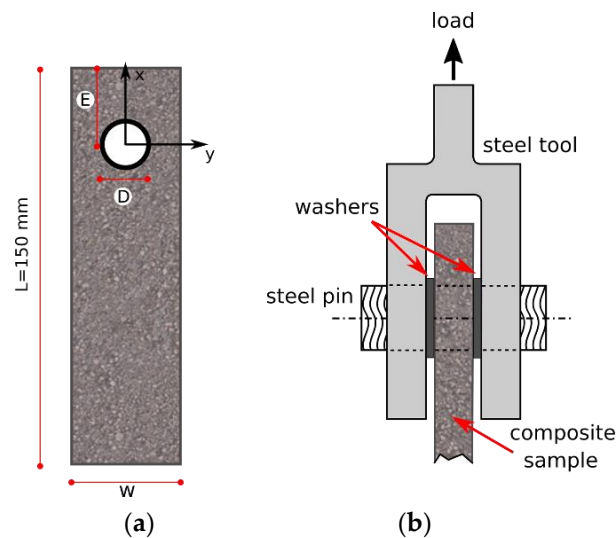 load
x
E
y
steel tool
D
washers
L=150 mm
steel pin
composite
sample
w
(a)
(b)